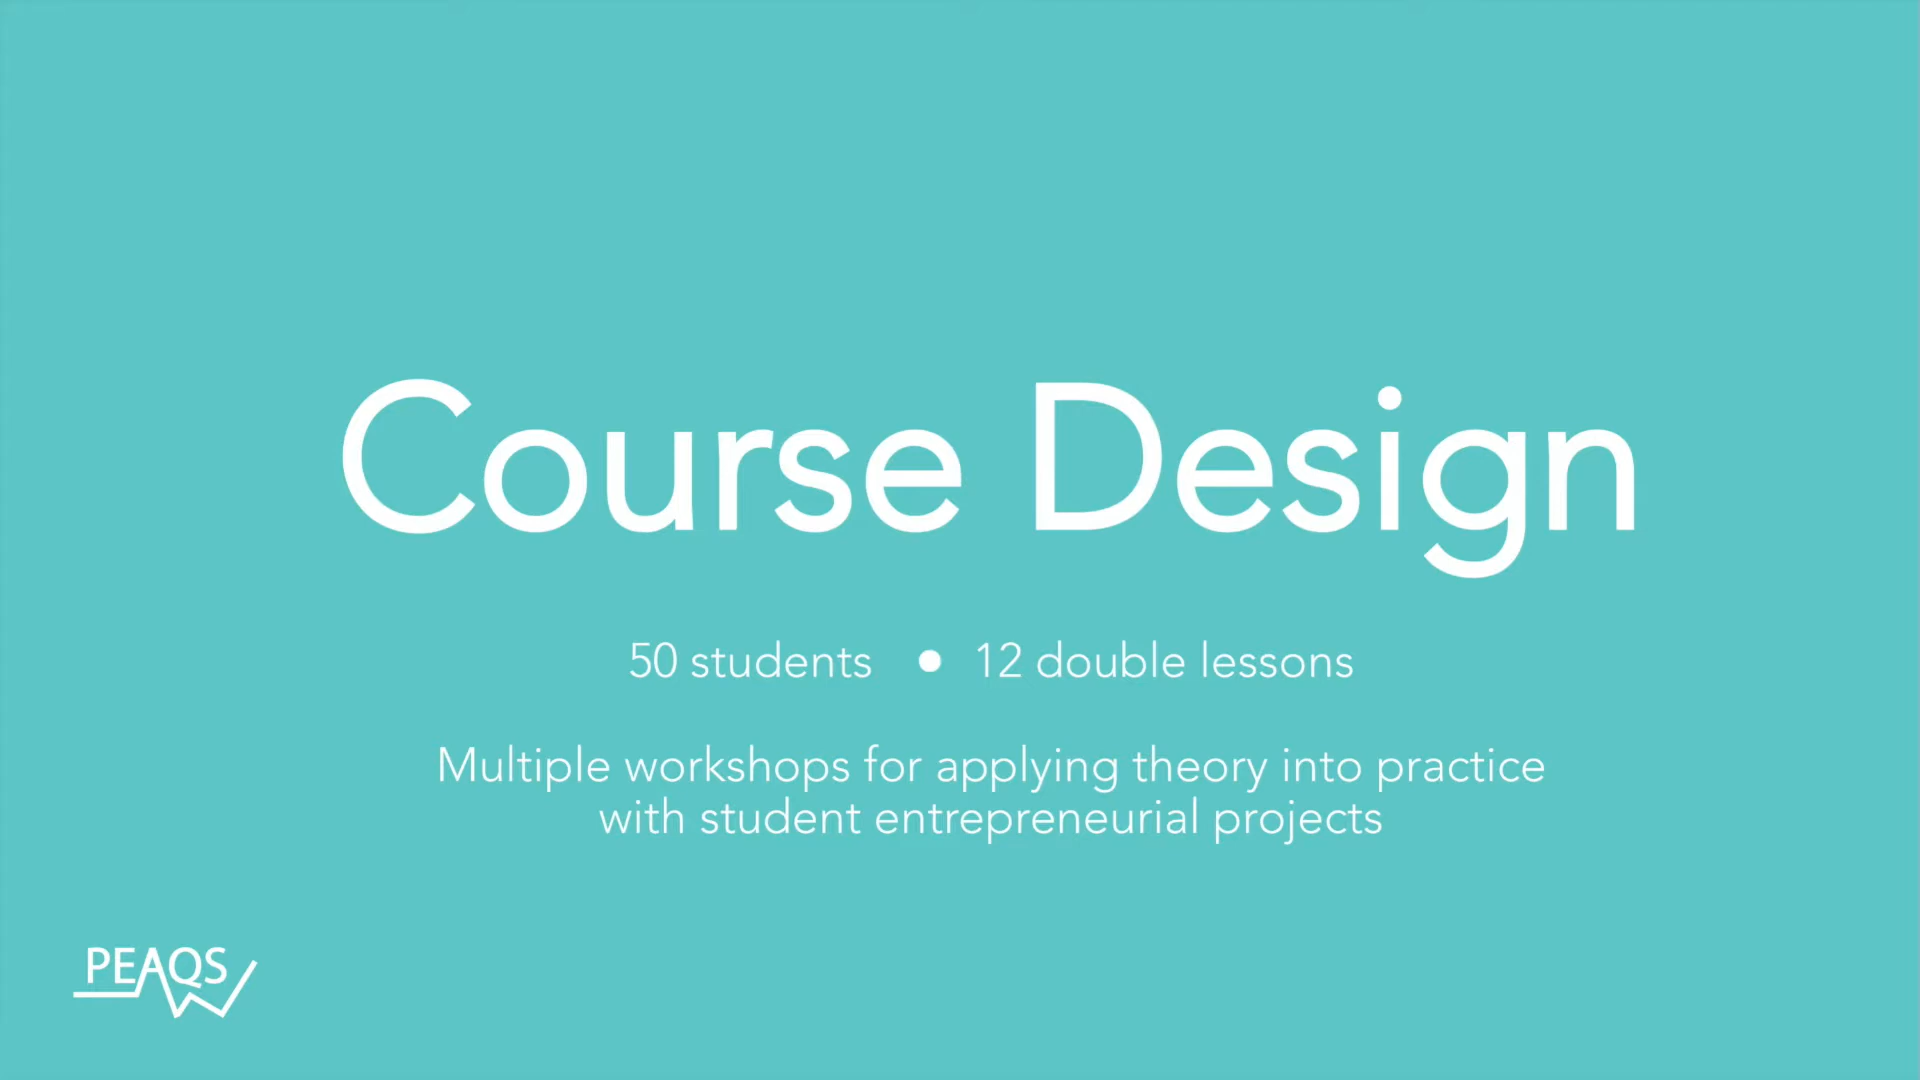 Course Design
50 students • 12 double lessons
Multiple workshops for applying theory into practice
with student entrepreneurial projects
PEAQS